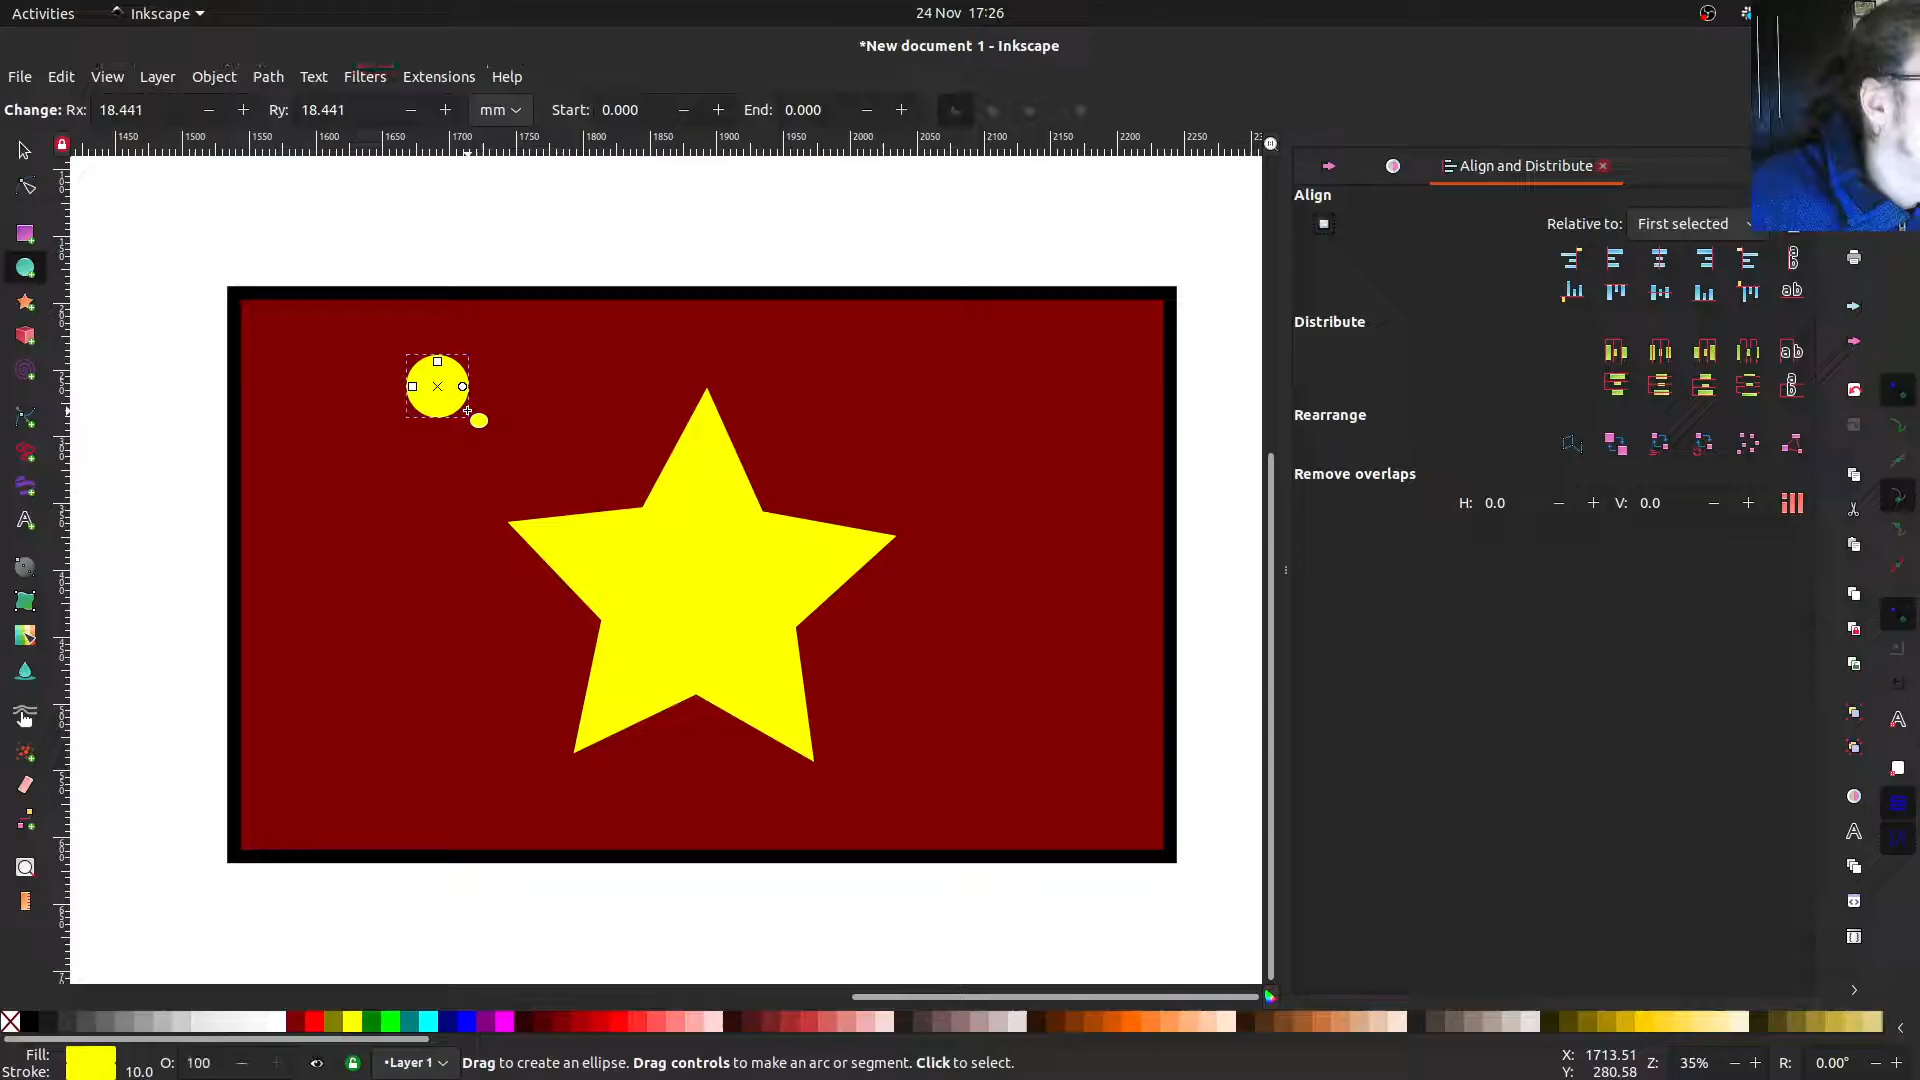 Activities Inkscape 24 Nov 17:26
*New document 1 - Inkscape
File Edit View Layer Object Path Text Filters Extensions Help
Change: Rx: 18.441 Ry: 18.441 mm Start: 0.000 End: 0.000
1450 1500 1550 1600 1650 1700 1750 1800 1850 1900 1950 2000 2050 2100 2150 2200 2250
Align and Distribute
Align
Relative to: First selected
Distribute
Rearrange
Remove overlaps
H: 0.0 V: 0.0
Fill:
Stroke: 10.0 O: 100 •Layer 1 Drag to create an ellipse. Drag controls to make an arc or segment. Click to select. X: 1713.51 Z: 35% R: 0.00°
Y: 280.58